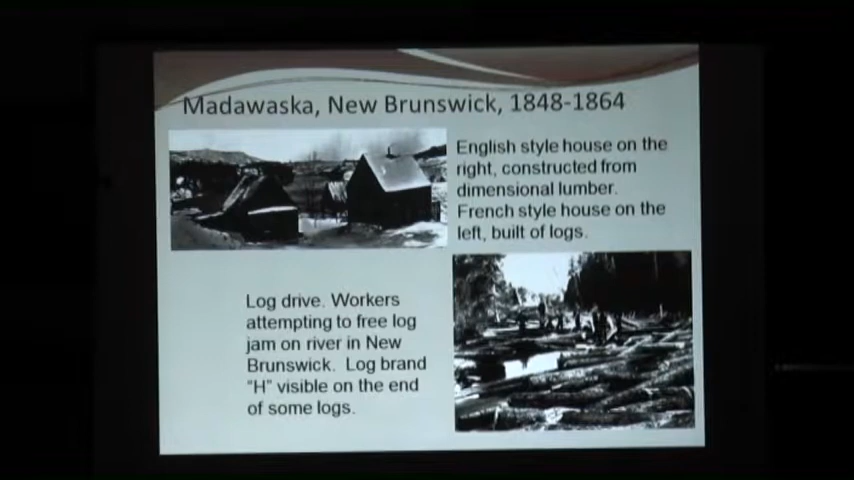 Madawaska, New Brunswick, 1848-1864
English style house on the
right, constructed from
dimensional lumber.
French style house on the
left, built of logs.
Log drive. Workers
attempting to free log
jam on river in New
Brunswick. Log brand
"H" visible on the end
of some logs.